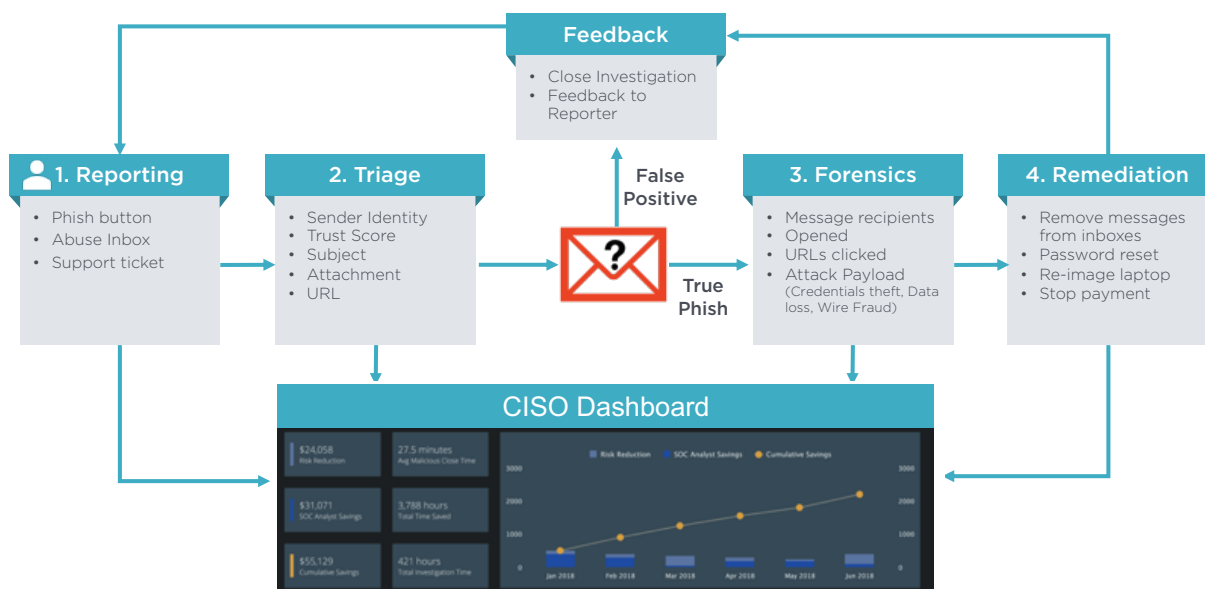 Feedback
• Close Investigation
• Feedback to
Reporter
1. Reporting
• Phish button
• Abuse Inbox
• Support ticket
2. Triage
• Sender Identity
• Trust Score
• Subject
• Attachment
• URL
?
False
Positive
True
Phish
3. Forensics
• Message recipients
• Opened
• URLs clicked
• Attack Payload
(Credentials theft, Data
loss, Wire Fraud)
4. Remediation
• Remove messages
from inboxes
• Password reset
• Re-image laptop
• Stop payment
CISO Dashboard
$24,058
Risk Reduction
27.5 minutes
Avg Malicious Close Time
$31,071
SOC Analyst Savings
3,788 hours
Total Time Saved
$55,129
Cumulative Savings
421 hours
Total Investigation Time
Risk Reduction SOC Analyst Savings Cumulative Savings
3000 3000
2000 2000
1000 1000
0 0
Jan 2018 Feb 2018 Mar 2018 Apr 2018 May 2018 Jun 2018